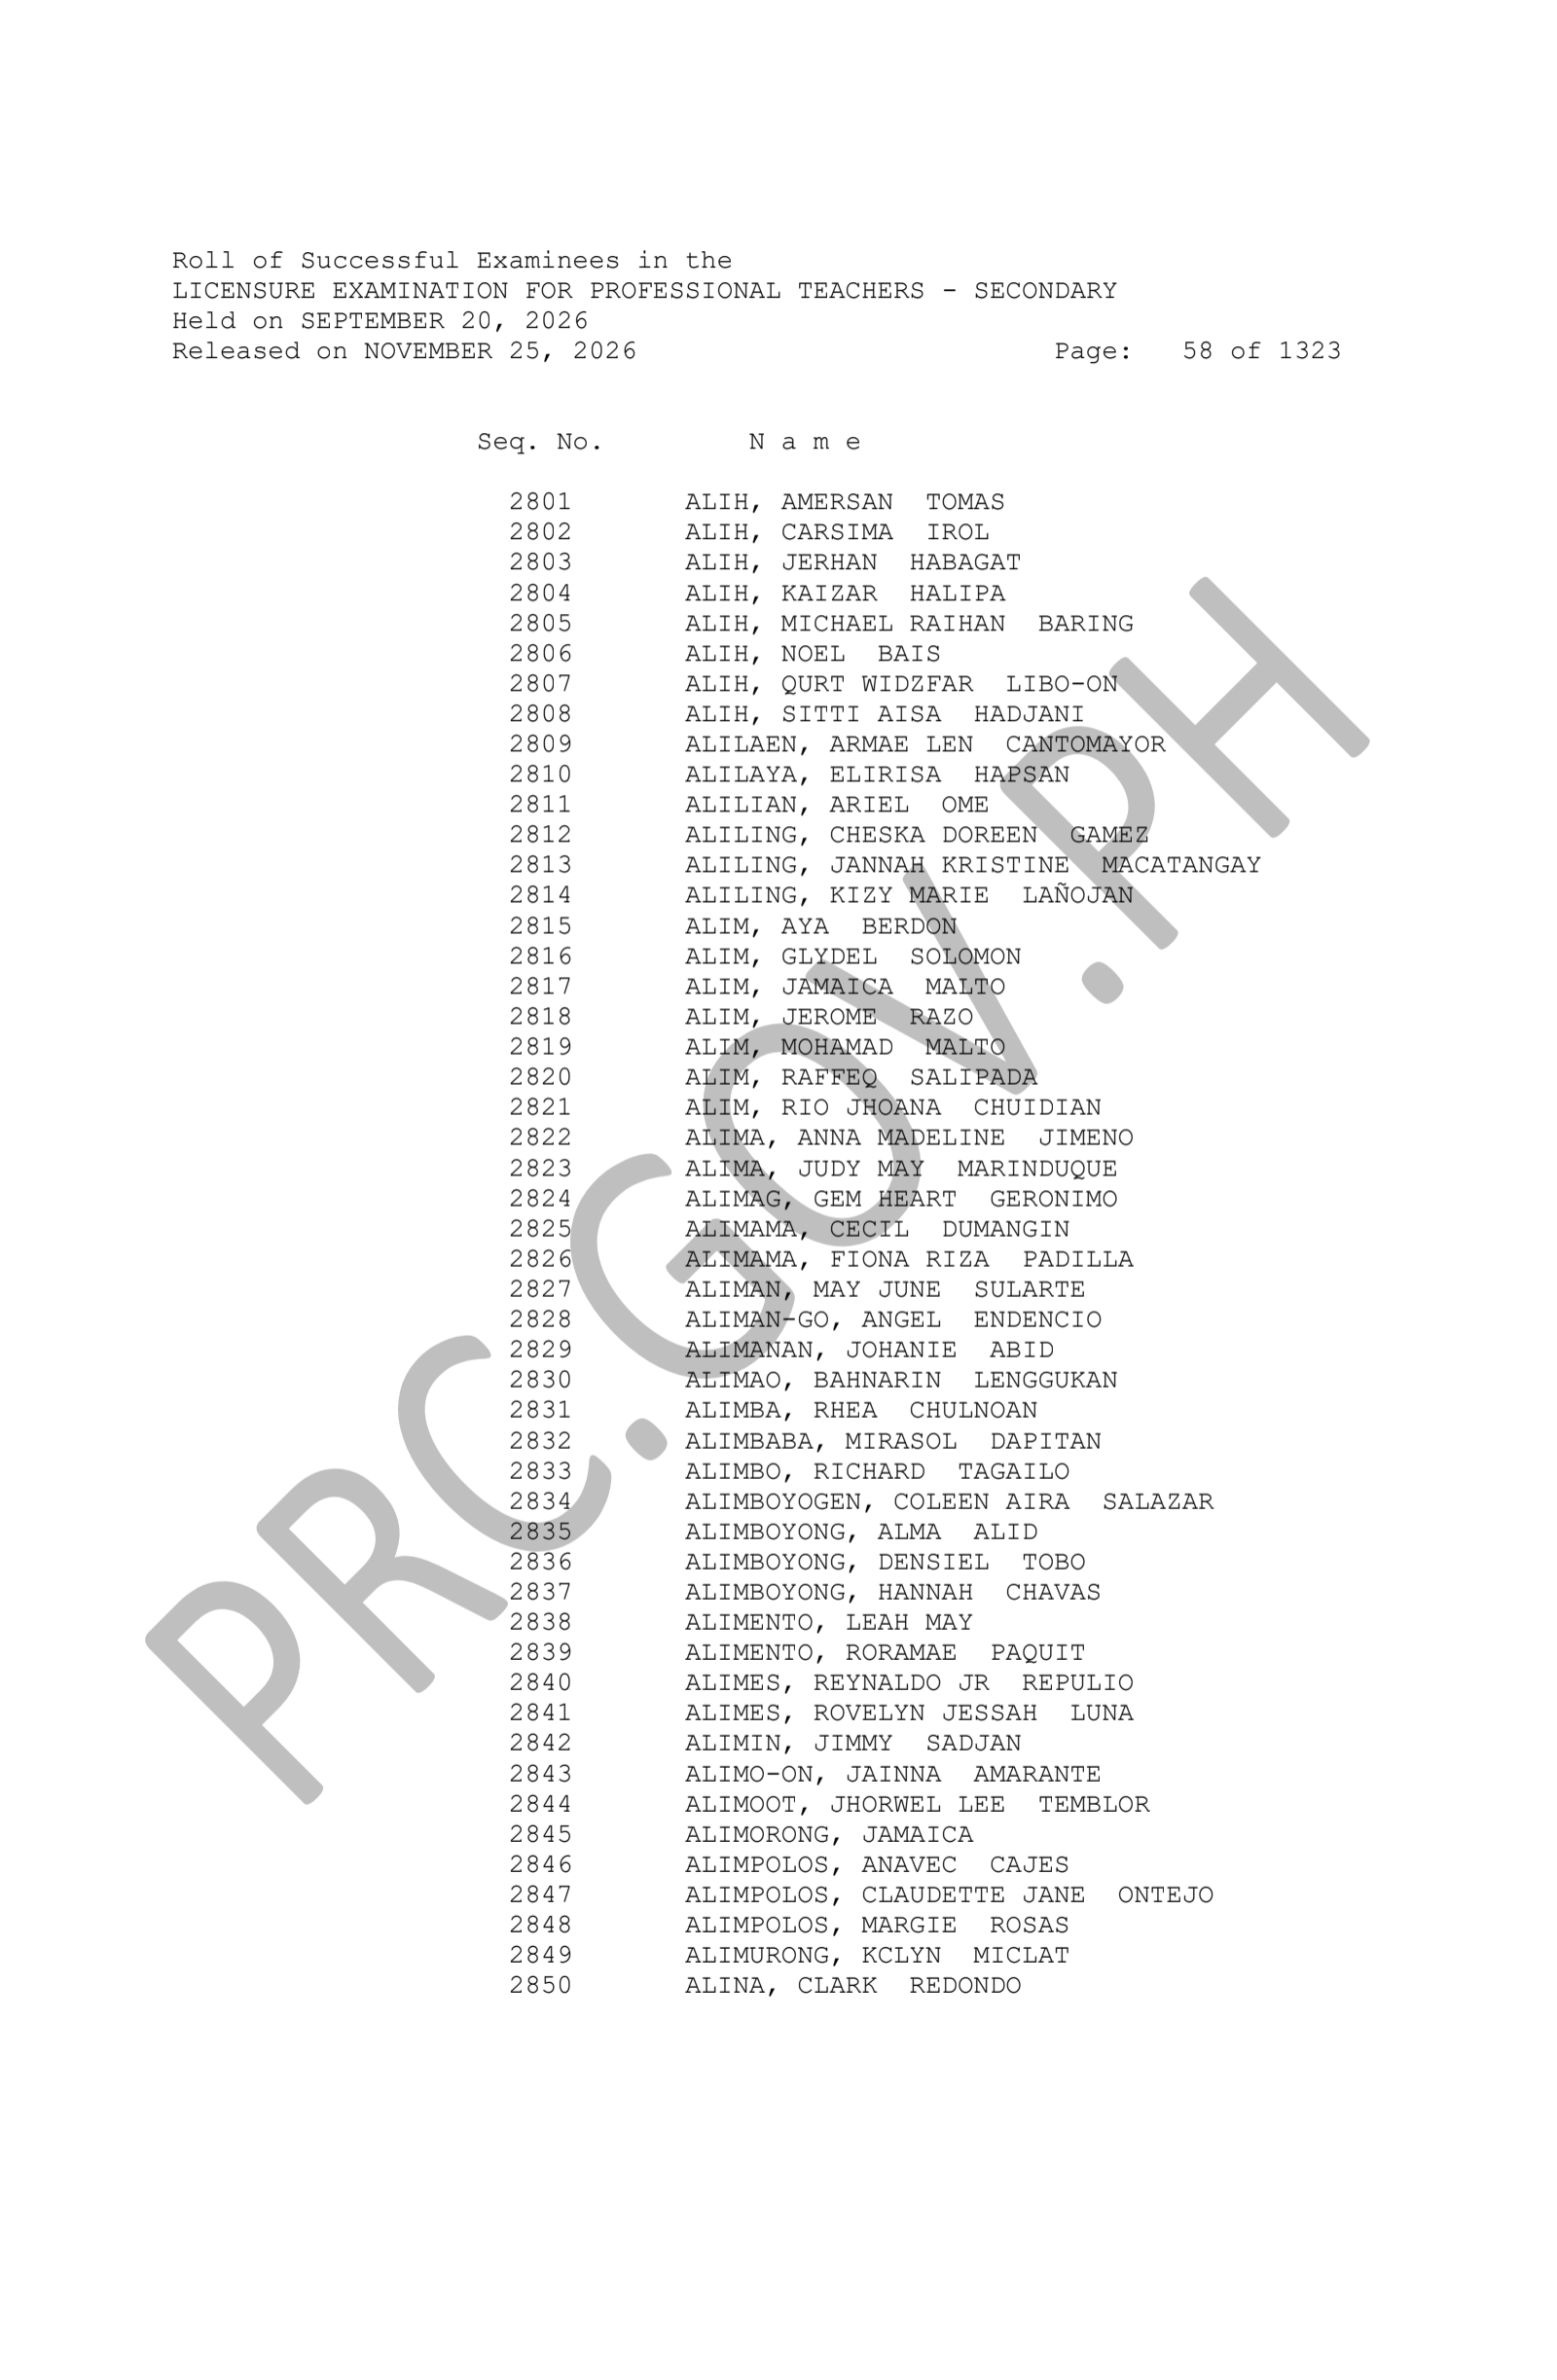 Roll of Successful Examinees in the
LICENSURE EXAMINATION FOR PROFESSIONAL TEACHERS - SECONDARY
Held on SEPTEMBER 20, 2026
Released on NOVEMBER 25, 2026 Page: 58 of 1323
Seq. No. N a m e
2801 ALIH, AMERSAN TOMAS
2802 ALIH, CARSIMA IROL
2803 ALIH, JERHAN HABAGAT
2804 ALIH, KAIZAR HALIPA
2805 ALIH, MICHAEL RAIHAN BARING
2806 ALIH, NOEL BAIS
2807 ALIH, QURT WIDZFAR LIBO-ON
2808 ALIH, SITTI AISA HADJANI
2809 ALILAEN, ARMAE LEN CANTOMAYOR
2810 ALILAYA, ELIRISA HAPSAN
2811 ALILIAN, ARIEL OME
2812 ALILING, CHESKA DOREEN GAMEZ
2813 ALILING, JANNAH KRISTINE MACATANGAY
2814 ALILING, KIZY MARIE LAÑOJAN
2815 ALIM, AYA BERDON
2816 ALIM, GLYDEL SOLOMON
2817 ALIM, JAMAICA MALTO
2818 ALIM, JEROME RAZO
2819 ALIM, MOHAMAD MALTO
2820 ALIM, RAFFEQ SALIPADA
2821 ALIM, RIO JHOANA CHUIDIAN
2822 ALIMA, ANNA MADELINE JIMENO
2823 ALIMA, JUDY MAY MARINDUQUE
2824 ALIMAG, GEM HEART GERONIMO
2825 ALIMAMA, CECIL DUMANGIN
2826 ALIMAMA, FIONA RIZA PADILLA
2827 ALIMAN, MAY JUNE SULARTE
2828 ALIMAN-GO, ANGEL ENDENCIO
2829 ALIMANAN, JOHANIE ABID
2830 ALIMAO, BAHNARIN LENGGUKAN
2831 ALIMBA, RHEA CHULNOAN
2832 ALIMBABA, MIRASOL DAPITAN
2833 ALIMBO, RICHARD TAGAILO
2834 ALIMBOYOGEN, COLEEN AIRA SALAZAR
2835 ALIMBOYONG, ALMA ALID
2836 ALIMBOYONG, DENSIEL TOBO
2837 ALIMBOYONG, HANNAH CHAVAS
2838 ALIMENTO, LEAH MAY
2839 ALIMENTO, RORAMAE PAQUIT
2840 ALIMES, REYNALDO JR REPULIO
2841 ALIMES, ROVELYN JESSAH LUNA
2842 ALIMIN, JIMMY SADJAN
2843 ALIMO-ON, JAINNA AMARANTE
2844 ALIMOOT, JHORWEL LEE TEMBLOR
2845 ALIMORONG, JAMAICA
2846 ALIMPOLOS, ANAVEC CAJES
2847 ALIMPOLOS, CLAUDETTE JANE ONTEJO
2848 ALIMPOLOS, MARGIE ROSAS
2849 ALIMURONG, KCLYN MICLAT
2850 ALINA, CLARK REDONDO
PRC.GOV.PH